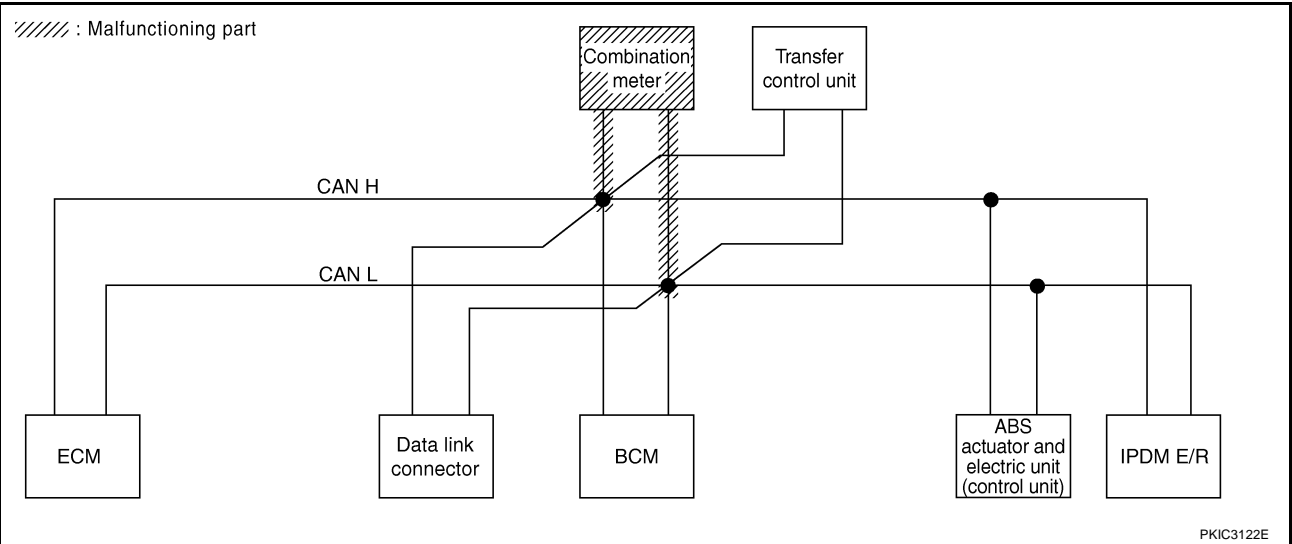 : Malfunctioning part
Combination
meter
Transfer
control unit
CAN H
CAN L
ECM
Data link
connector
BCM
ABS
actuator and
electric unit
(control unit)
IPDM E/R
PKIC3122E